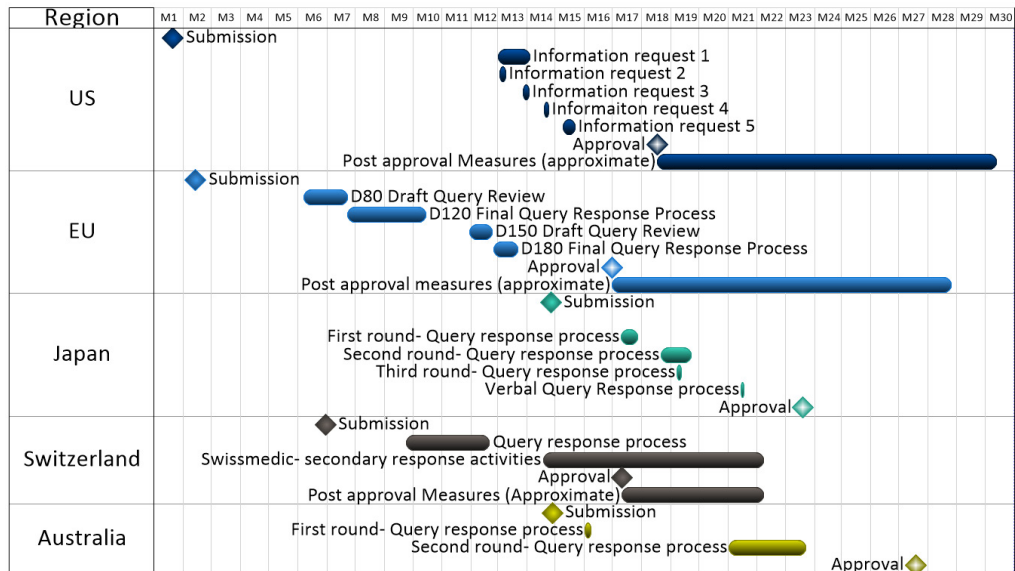 Region M1 M2 M3 M4 M5 M6 M7 M8 M9 M10 M11 M12 M13 M14 M15 M16 M17 M18 M19 M20 M21 M22 M23 M24 M25 M26 M27 M28 M29 M30
US
Submission
Information request 1
Information request 2
Information request 3
Informaiton request 4
Information request 5
Approval
Post approval Measures (approximate)
EU
Submission
D80 Draft Query Review
D120 Final Query Response Process
D150 Draft Query Review
D180 Final Query Response Process
Approval
Post approval measures (approximate)
Japan
Submission
First round- Query response process
Second round- Query response process
Third round- Query response process
Verbal Query Response process
Approval
Switzerland
Submission
Query response process
Swissmedic- secondary response activities
Approval
Post approval Measures (Approximate)
Australia
Submission
First round- Query response process
Second round- Query response process
Approval